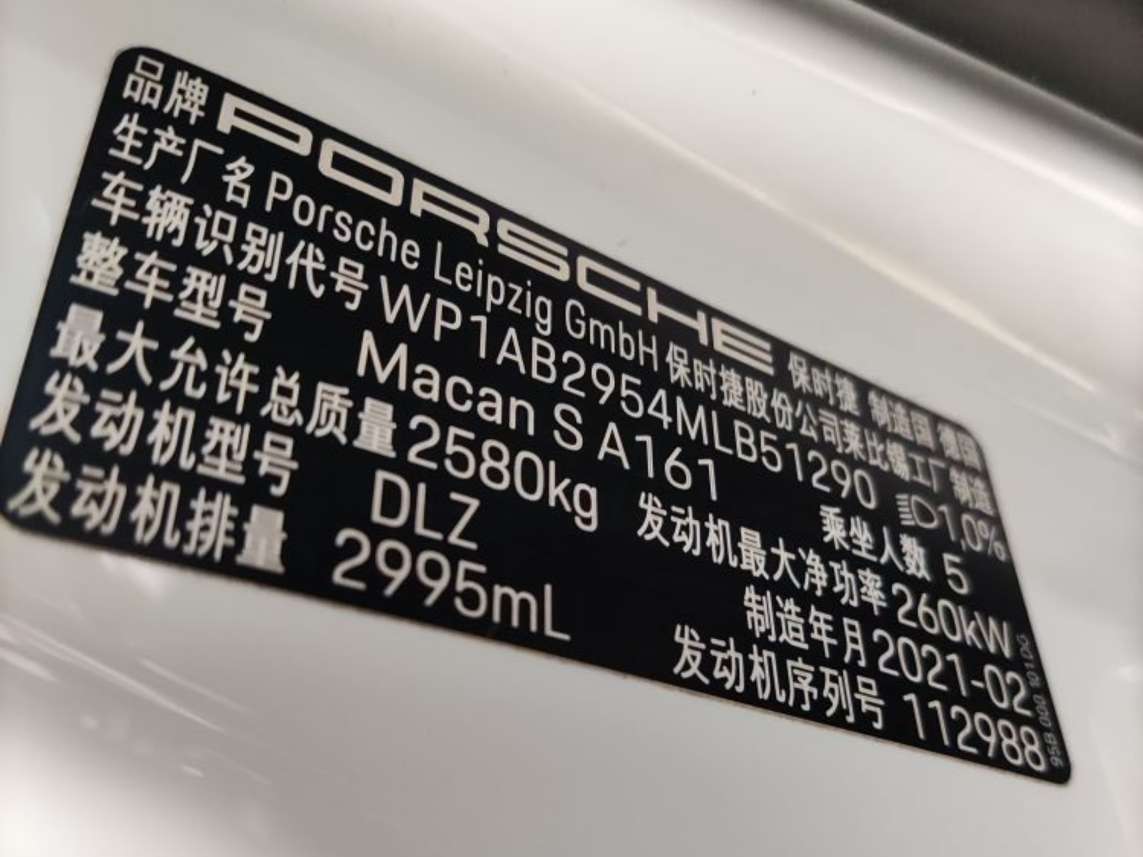 品牌 PORSCHE 保时捷 制造国 德国
生产厂名 Porsche Leipzig GmbH 保时捷股份公司莱比锡工厂制造
车辆识别代号 WP1AB2954MLB51290 1,0%
整车型号 Macan S A161 乘坐人数 5
最大允许总质量 2580kg 发动机最大净功率 260kW
发动机型号 DLZ 制造年月 2021-02
发动机排量 2995mL 发动机序列号 112988